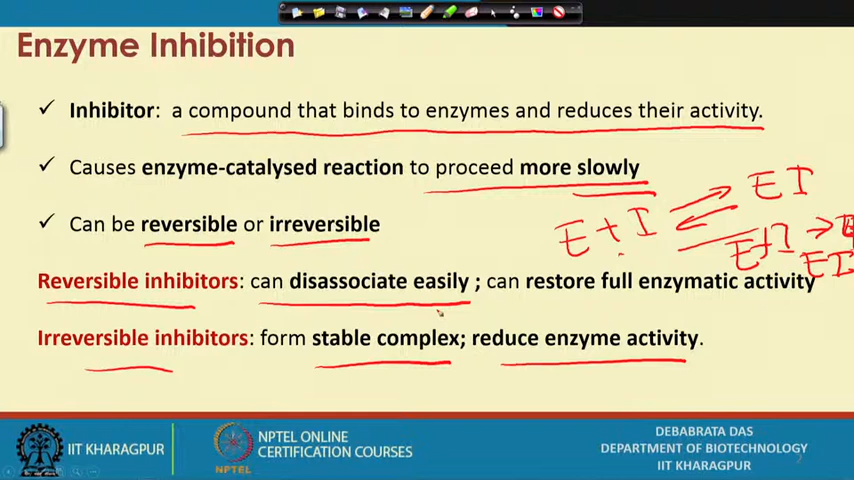 Enzyme Inhibition
✓ Inhibitor: a compound that binds to enzymes and reduces their activity.
✓ Causes enzyme-catalysed reaction to proceed more slowly
✓ Can be reversible or irreversible
E + I ⇌ EI
E+I →
EI
Reversible inhibitors: can disassociate easily ; can restore full enzymatic activity
Irreversible inhibitors: form stable complex; reduce enzyme activity.
IIT KHARAGPUR
NPTEL
NPTEL ONLINE
CERTIFICATION COURSES
DEBABRATA DAS
DEPARTMENT OF BIOTECHNOLOGY
IIT KHARAGPUR